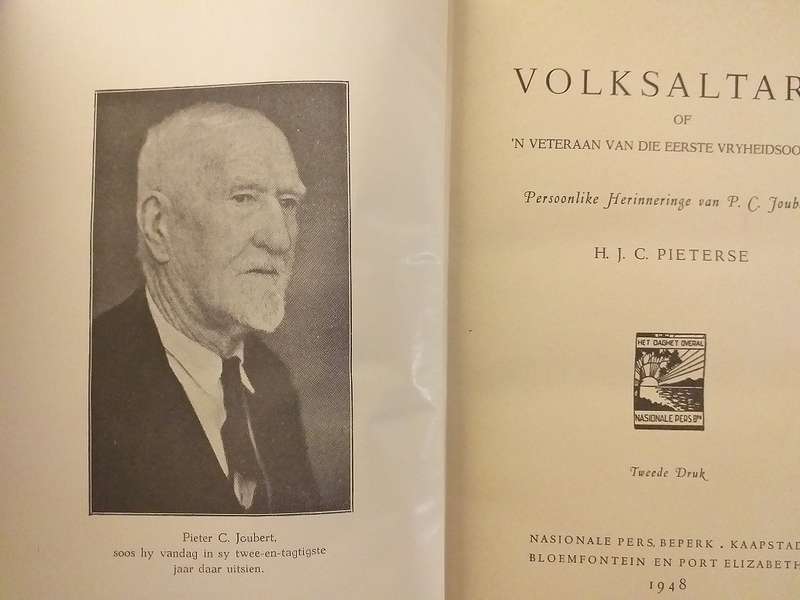 Pieter C. Joubert,
soos hy vandag in sy twee-en-tagtigste
jaar daar uitsien.
VOLKSALTAR
OF
'N VETERAAN VAN DIE EERSTE VRYHEIDSOO
Persoonlike Herinneringe van P. C. Joub
H. J. C. PIETERSE
HET DAGHET OVERAL
NASIONALE PERS BPK
Tweede Druk
NASIONALE PERS, BEPERK . KAAPSTAD
BLOEMFONTEIN EN PORT ELIZABETH
1948